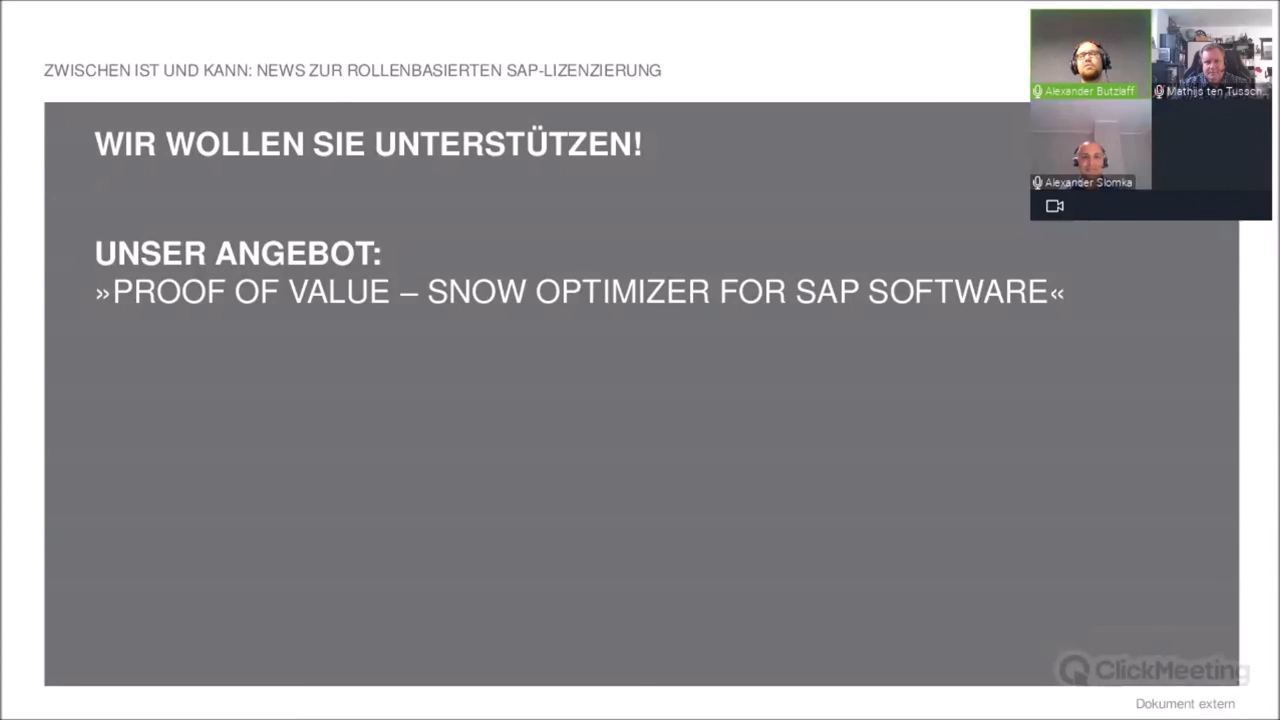 ZWISCHEN IST UND KANN: NEWS ZUR ROLLENBASIERTEN SAP-LIZENZIERUNG
WIR WOLLEN SIE UNTERSTÜTZEN!
UNSER ANGEBOT:
»PROOF OF VALUE – SNOW OPTIMIZER FOR SAP SOFTWARE«
Alexander Butzlaff
Mathijs ten Tussch...
Alexander Slomka
ClickMeeting
Dokument extern